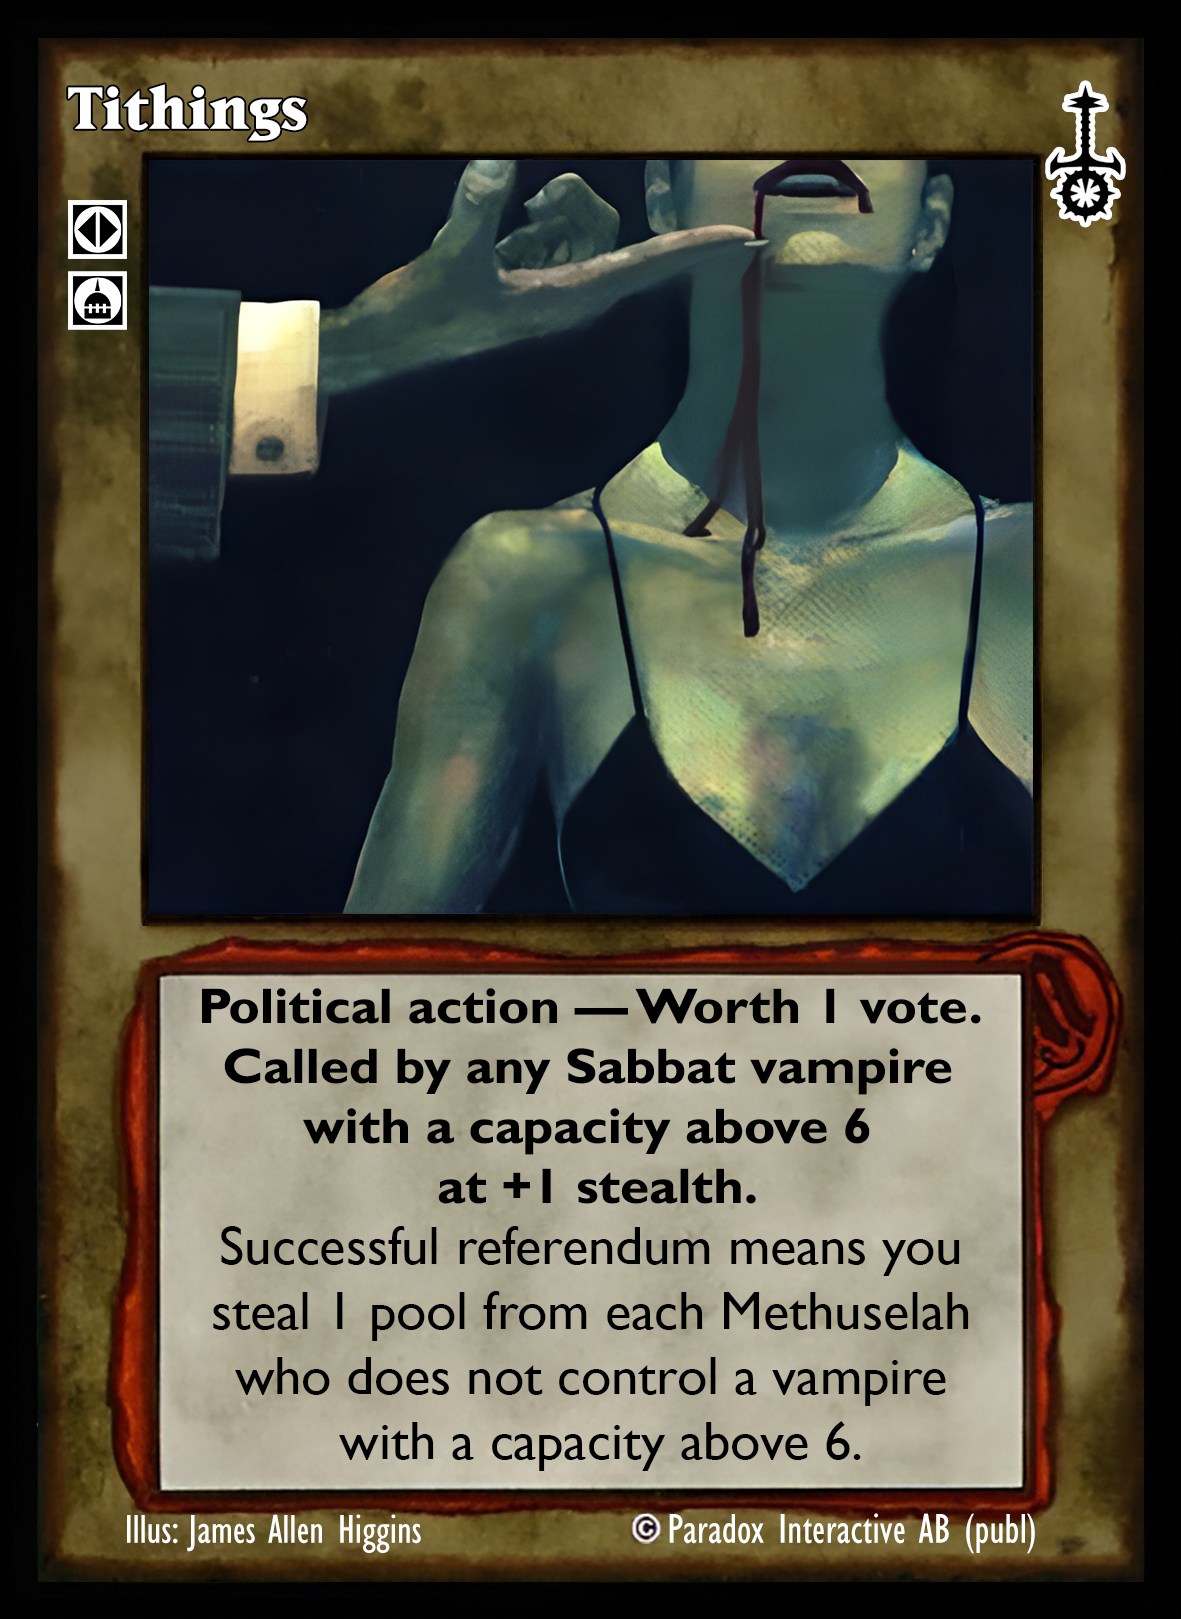 Tithings
Political action — Worth 1 vote.
Called by any Sabbat vampire
with a capacity above 6
at +1 stealth.
Successful referendum means you
steal 1 pool from each Methuselah
who does not control a vampire
with a capacity above 6.
Illus: James Allen Higgins
© Paradox Interactive AB (publ)